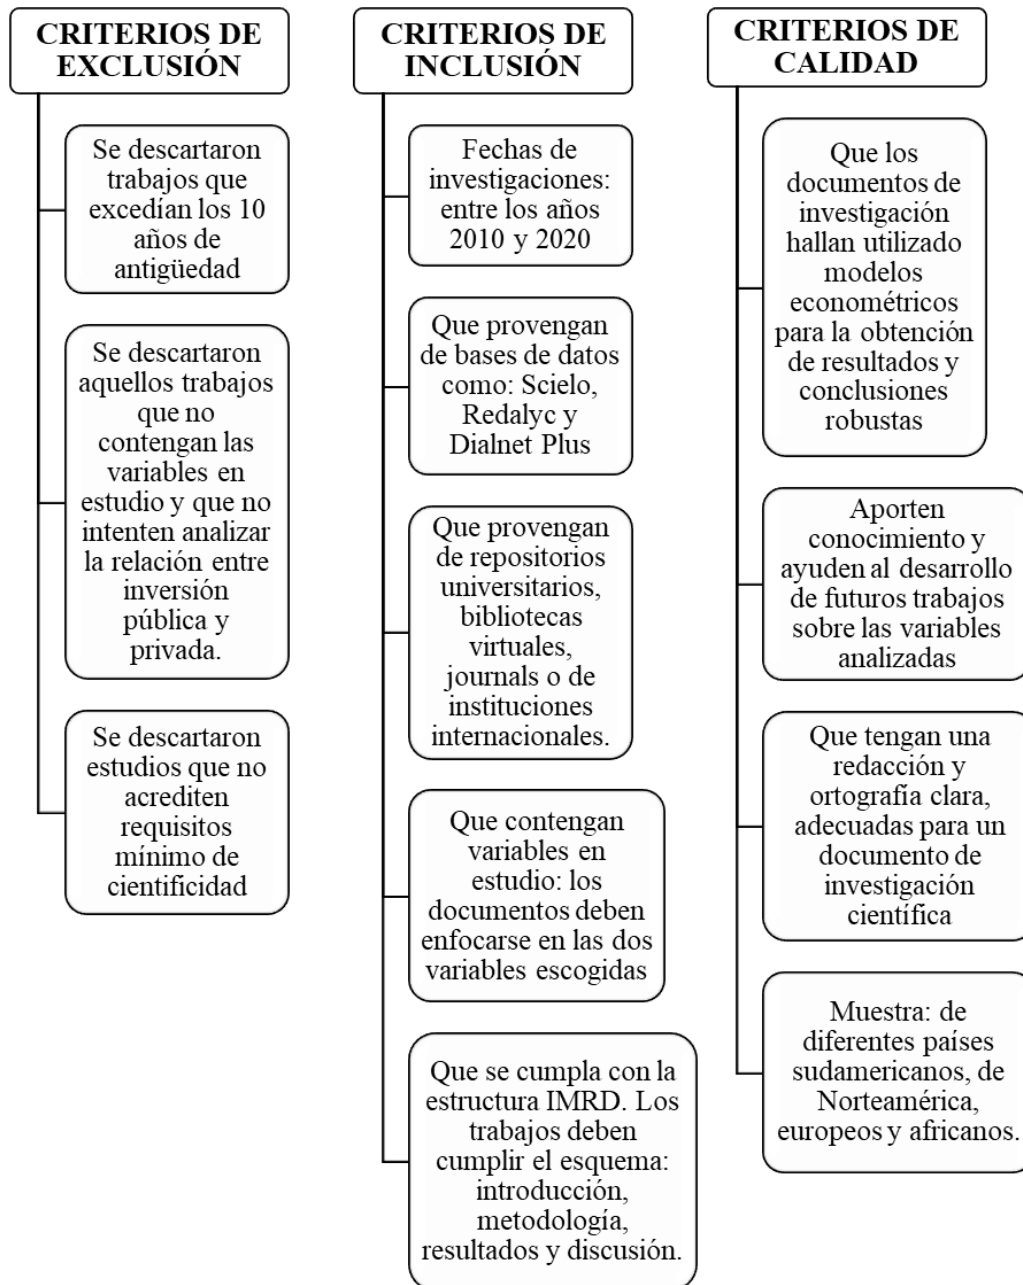 CRITERIOS DE
EXCLUSIÓN
Se descartaron
trabajos que
excedían los 10
años de
antigüedad
Se descartaron
aquellos trabajos
que no
contengan las
variables en
estudio y que no
intenten analizar
la relación entre
inversión
pública y
privada.
Se descartaron
estudios que no
acrediten
requisitos
mínimo de
cientificidad
CRITERIOS DE
INCLUSIÓN
Fechas de
investigaciones:
entre los años
2010 y 2020
Que provengan
de bases de datos
como: Scielo,
Redalyc y
Dialnet Plus
Que provengan
de repositorios
universitarios,
bibliotecas
virtuales,
journals o de
instituciones
internacionales.
Que contengan
variables en
estudio: los
documentos deben
enfocarse en las dos
variables escogidas
Que se cumpla con la
estructura IMRD. Los
trabajos deben
cumplir el esquema:
introducción,
metodología,
resultados y discusión.
CRITERIOS DE
CALIDAD
Que los
documentos de
investigación
hallan utilizado
modelos
econométricos
para la obtención
de resultados y
conclusiones
robustas
Aporten
conocimiento y
ayuden al desarrollo
de futuros trabajos
sobre las variables
analizadas
Que tengan una
redacción y
ortografía clara,
adecuadas para un
documento de
investigación
científica
Muestra: de
diferentes países
sudamericanos, de
Norteamérica,
europeos y africanos.